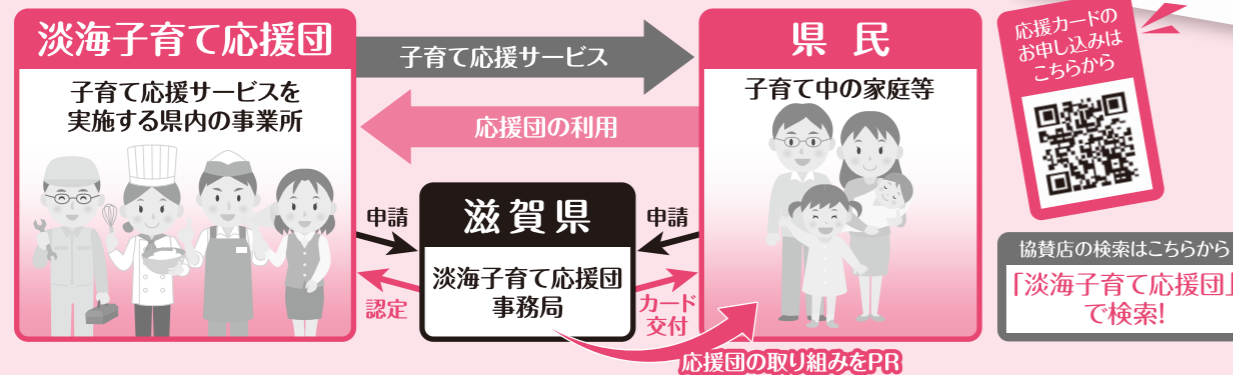 淡海子育て応援団
子育て応援サービスを
実施する県内の事業所
子育て応援サービス
応援団の利用
県民
子育て中の家庭等
申請
認定
滋賀県
淡海子育て応援団
事務局
申請
カード
交付
応援団の取り組みをPR
応援カードの
お申し込みは
こちらから
協賛店の検索はこちらから
「淡海子育て応援団」
で検索!